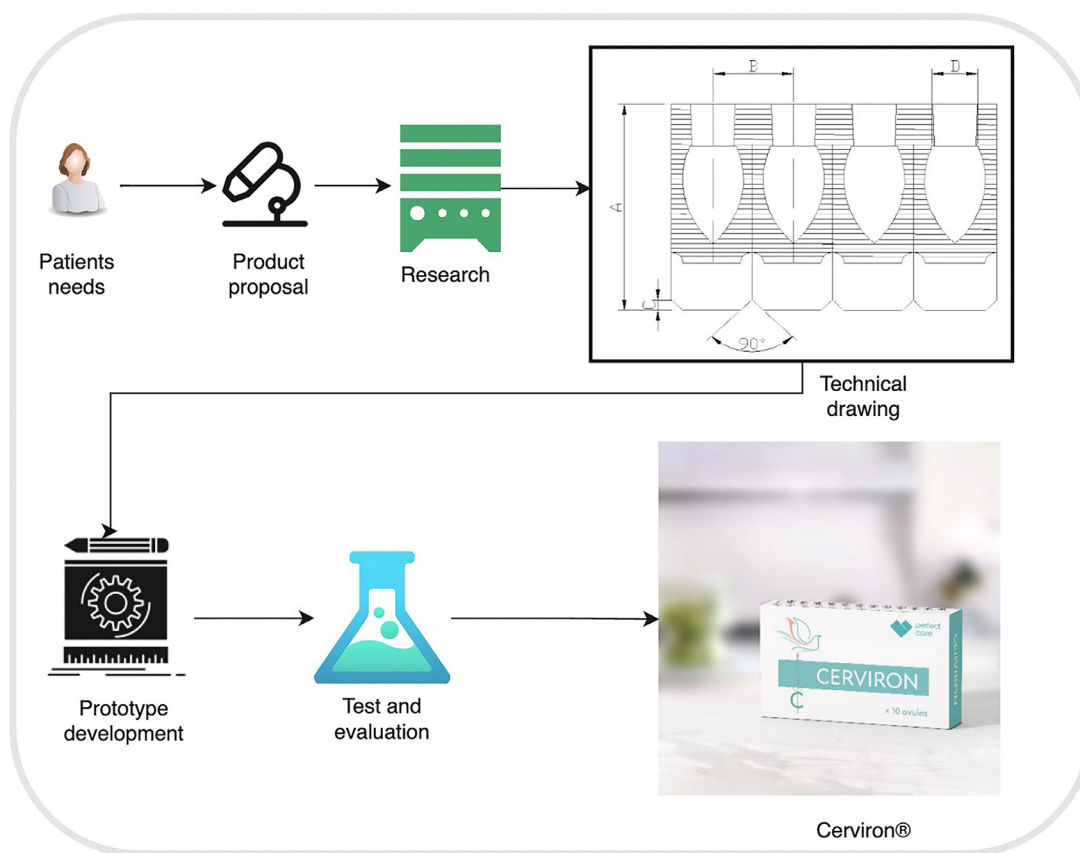 Patients
needs
Product
proposal
Research
A
B
C
D
90°
Technical
drawing
Prototype
development
Test and
evaluation
perfect
care
CERVIRON
x 10 ovules
CERVIRON
Cerviron®